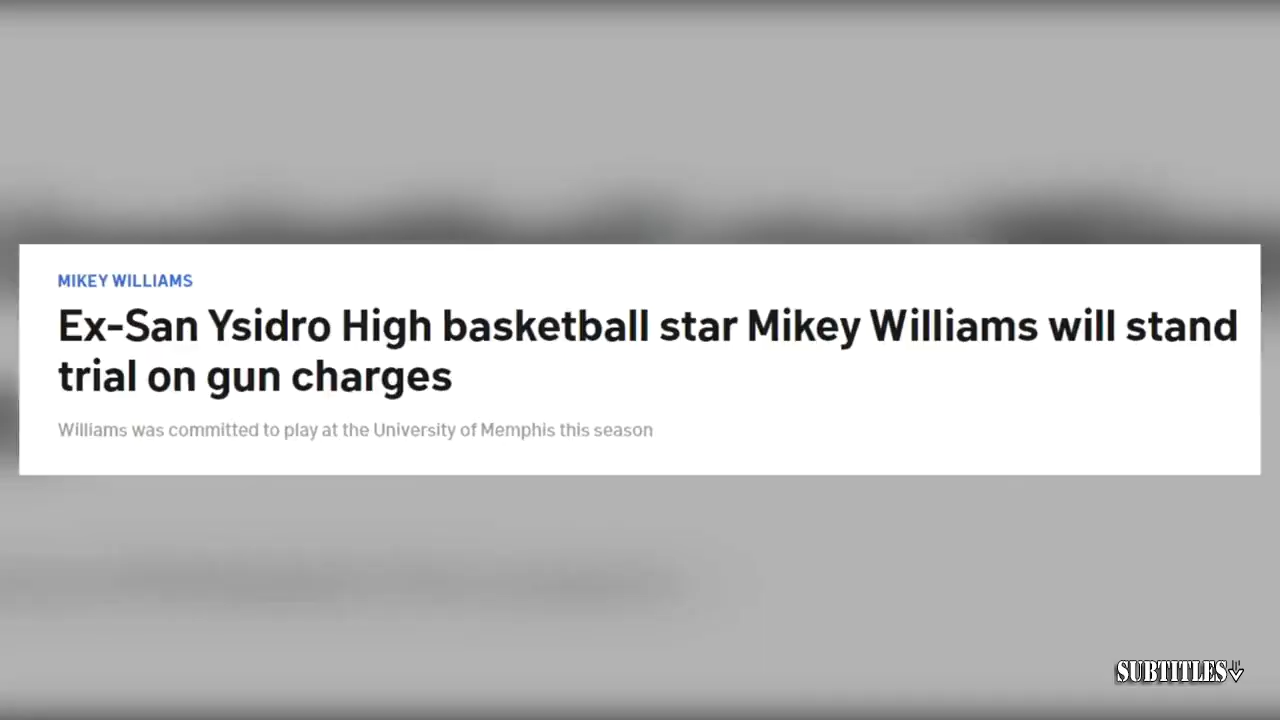 MIKEY WILLIAMS
Ex-San Ysidro High basketball star Mikey Williams will stand
trial on gun charges
Williams was committed to play at the University of Memphis this season
SUBTITLES